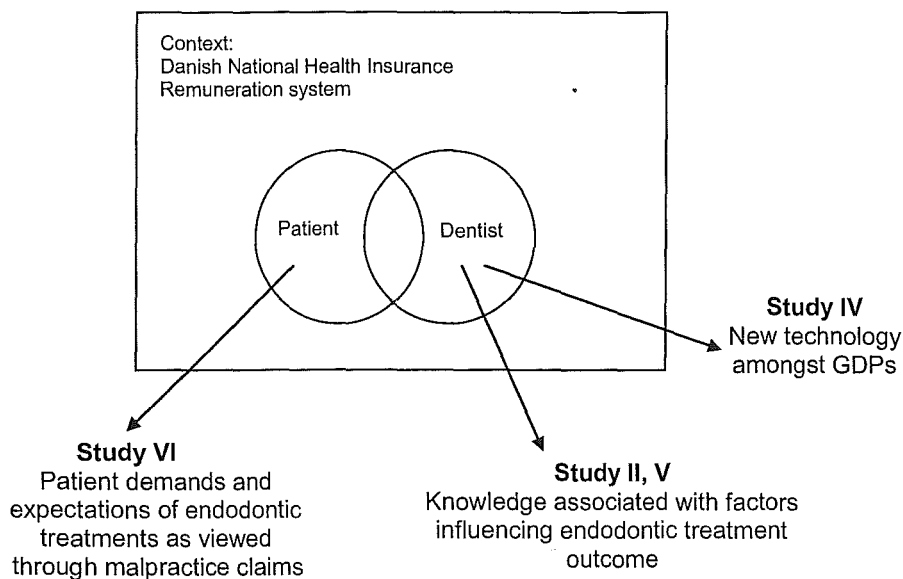 Context:
Danish National Health Insurance
Remuneration system
Patient
Dentist
Study IV
New technology
amongst GDPs
Study VI
Patient demands and
expectations of endodontic
treatments as viewed
through malpractice claims
Study II, V
Knowledge associated with factors
influencing endodontic treatment
outcome